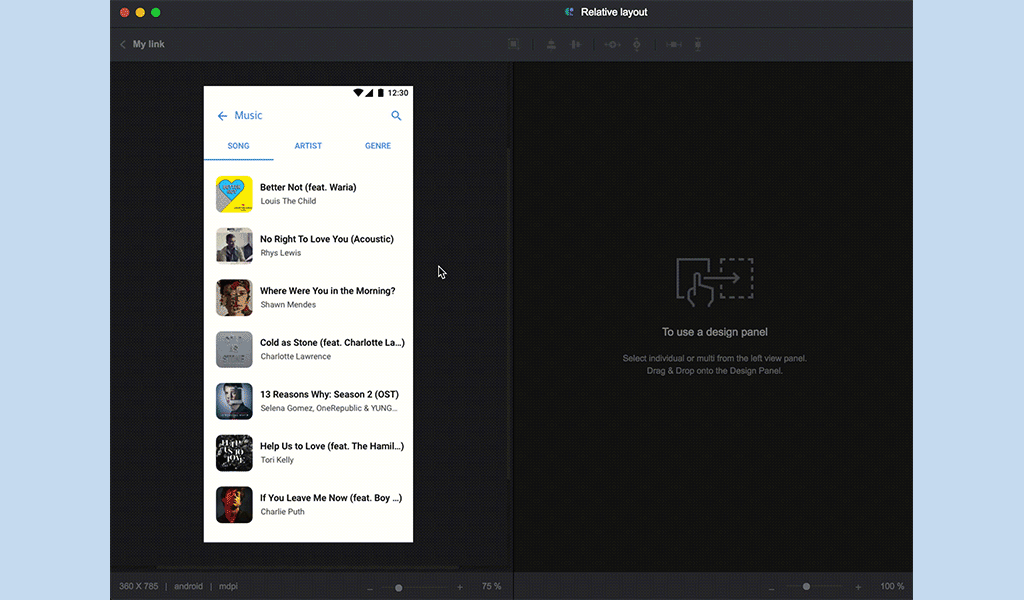 Relative layout
My link
12:30
Music
SONG ARTIST GENRE
Better Not (feat. Waria)
Louis The Child
No Right To Love You (Acoustic)
Rhys Lewis
Where Were You in the Morning?
Shawn Mendes
Cold as Stone (feat. Charlotte La...)
Charlotte Lawrence
13 Reasons Why: Season 2 (OST)
Selena Gomez, OneRepublic & YUNG...
Help Us to Love (feat. The Hamil...)
Tori Kelly
If You Leave Me Now (feat. Boy ...)
Charlie Puth
To use a design panel
Select individual or multi from the left view panel.
Drag & Drop onto the Design Panel.
360 X 785 | android | mdpi
75 %
100 %